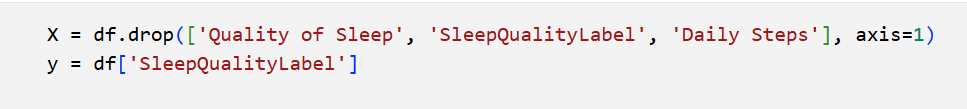 X = df.drop(['Quality of Sleep', 'SleepQualityLabel', 'Daily Steps'], axis=1)
y = df['SleepQualityLabel']